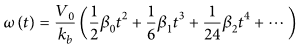 ω(t) = V₀/k_b (1/2 β₀t² + 1/6 β₁t³ + 1/24 β₂t⁴ + ⋯)